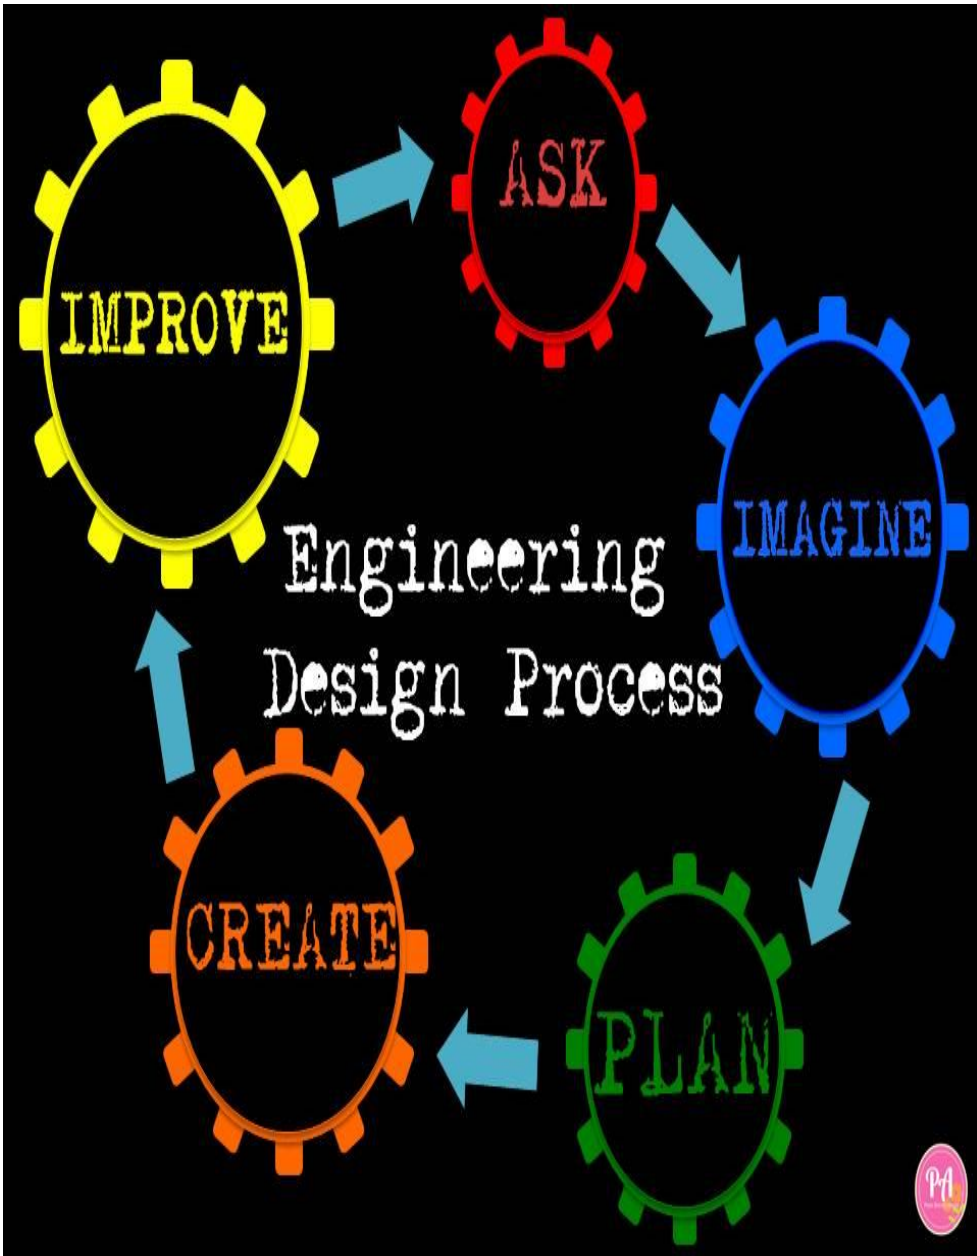 ASK
IMPROVE
IMAGINE
Engineering
Design Process
CREATE
PLAN
PA